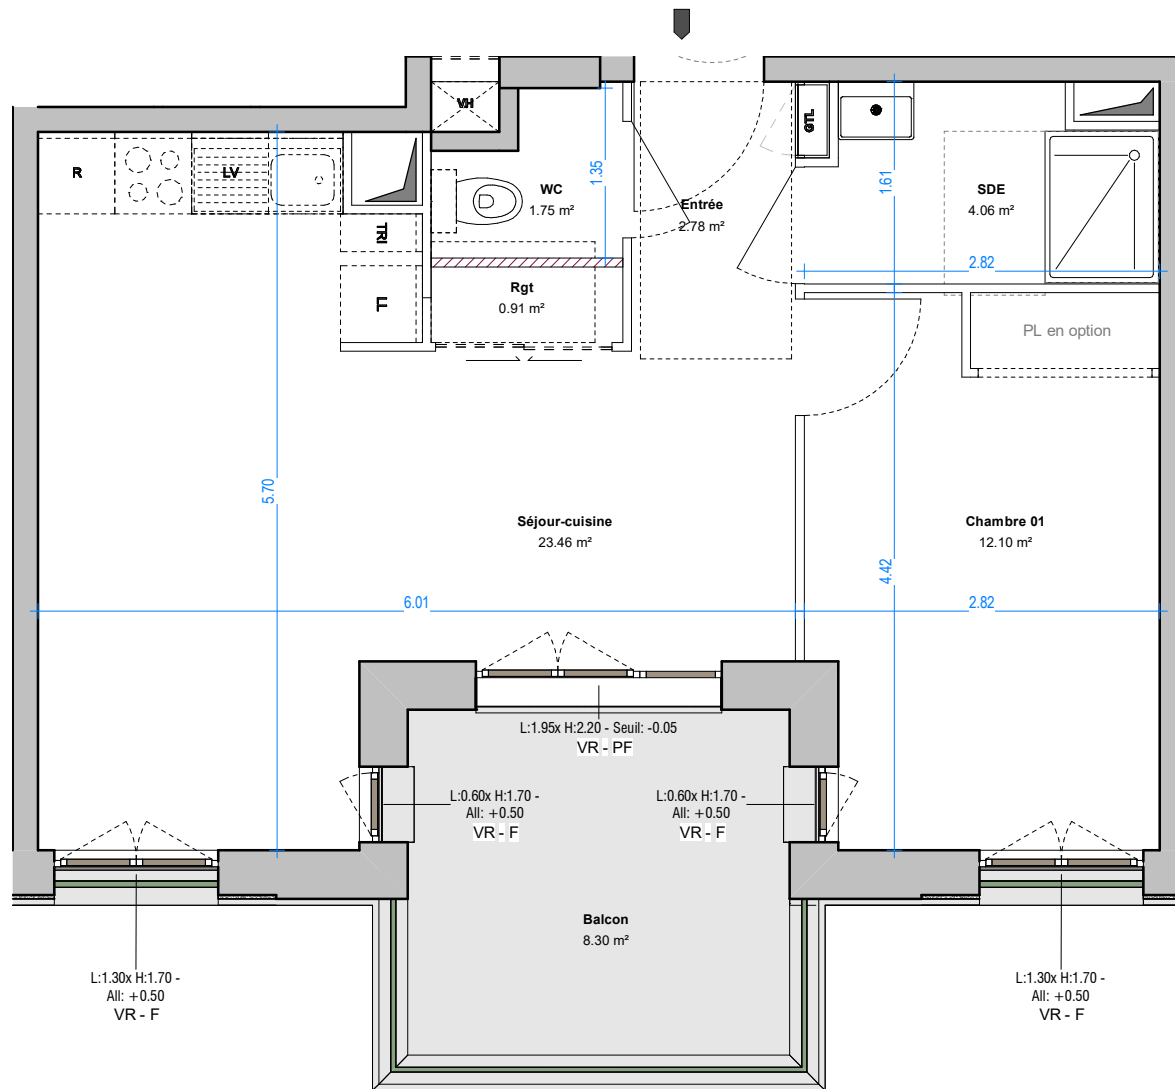 VH
GTL
R
LV
WC
1.75 m²
1.35
Entrée
2.78 m²
1.61
SDE
4.06 m²
TRI
LL
Rgt
0.91 m²
2.82
PL en option
5.70
Séjour-cuisine
23.46 m²
Chambre 01
12.10 m²
4.42
6.01
2.82
L:1.95x H:2.20 - Seuil: -0.05
VR - PF
L:0.60x H:1.70 -
All: +0.50
VR - F
L:0.60x H:1.70 -
All: +0.50
VR - F
Balcon
8.30 m²
L:1.30x H:1.70 -
All: +0.50
VR - F
L:1.30x H:1.70 -
All: +0.50
VR - F